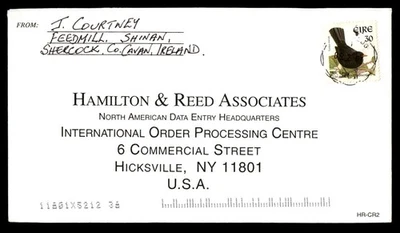 FROM: J. COURTNEY
FEEDMILL, SHINAN,
SHERCOCK, CO. CAVAN, IRELAND.
ÉIRE
30
HAMILTON & REED ASSOCIATES
NORTH AMERICAN DATA ENTRY HEADQUARTERS
INTERNATIONAL ORDER PROCESSING CENTRE
6 COMMERCIAL STREET
HICKSVILLE, NY 11801
U.S.A.
11801X5212 38
HR-CR2